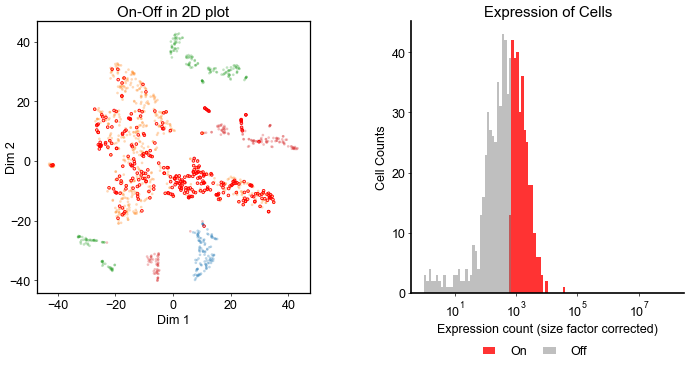 On-Off in 2D plot
40
20
0
−20
−40
Dim 2
−40
−20
0
20
40
Dim 1
Expression of Cells
40
30
20
10
0
Cell Counts
10^1
10^3
10^5
10^7
Expression count (size factor corrected)
On
Off